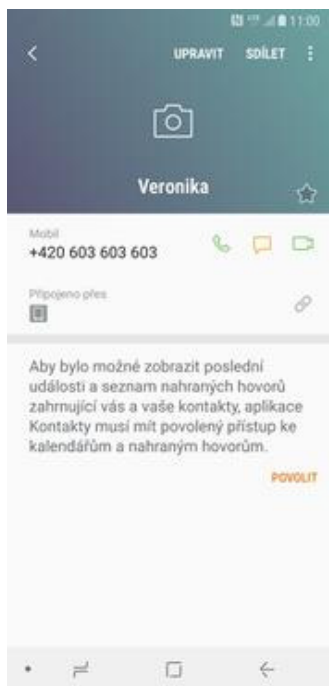 11:00
UPRAVIT SDÍLET
Veronika
Mobil
+420 603 603 603
Připojeno přes
Aby bylo možné zobrazit poslední
události a seznam nahraných hovorů
zahrnující vás a vaše kontakty, aplikace
Kontakty musí mít povolený přístup ke
kalendářům a nahraným hovorům.
POVOLIT